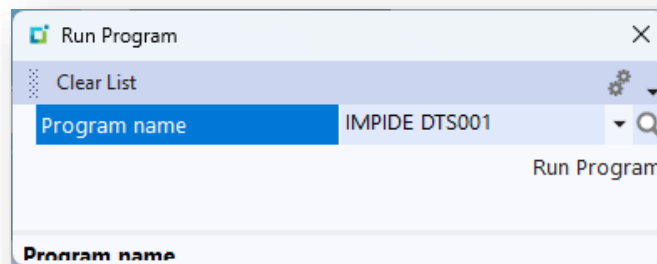 Run Program
Clear List
Program name IMPIDE DTS001
Run Program
Program name